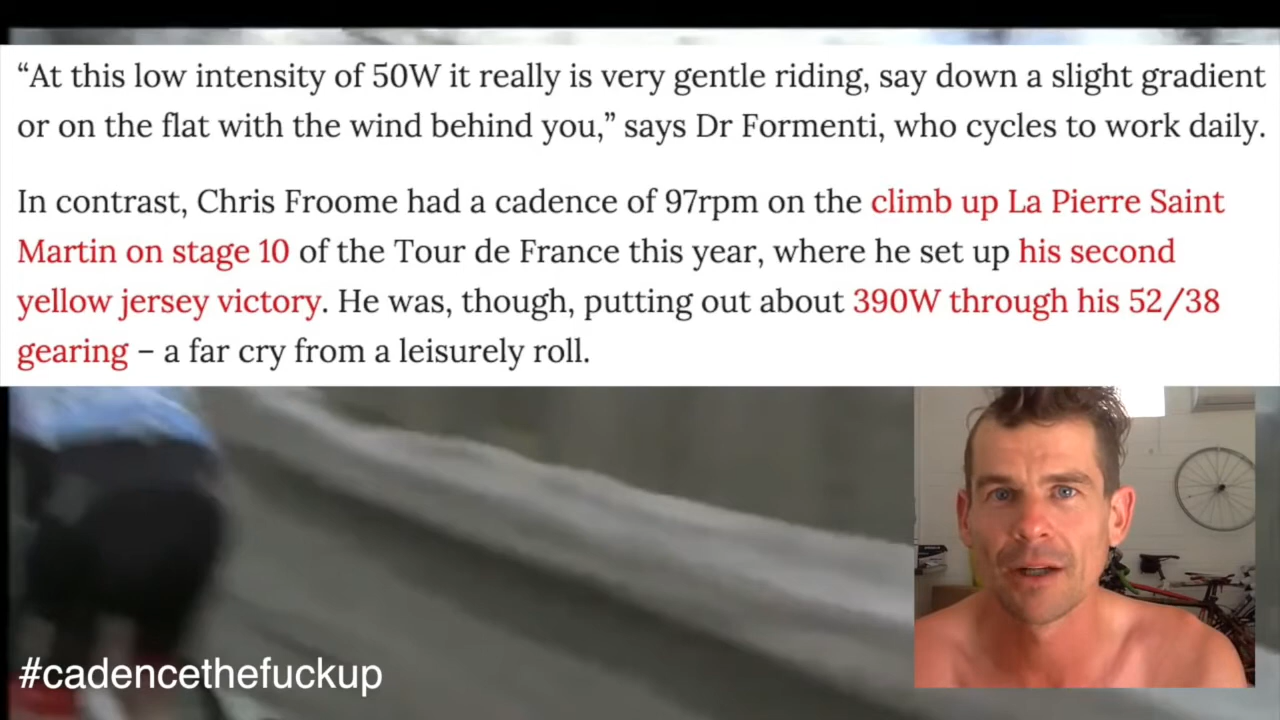 “At this low intensity of 50W it really is very gentle riding, say down a slight gradient
or on the flat with the wind behind you,” says Dr Formenti, who cycles to work daily.
In contrast, Chris Froome had a cadence of 97rpm on the climb up La Pierre Saint
Martin on stage 10 of the Tour de France this year, where he set up his second
yellow jersey victory. He was, though, putting out about 390W through his 52/38
gearing – a far cry from a leisurely roll.
#cadencethefuckup